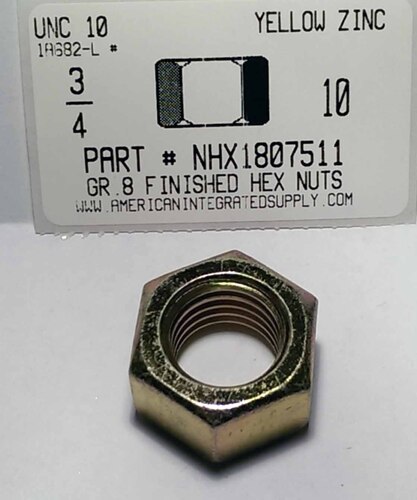 UNC 10 YELLOW ZINC
1A682-L #
3/4 10
PART # NHX1807511
GR.8 FINISHED HEX NUTS
WWW.AMERICANINTEGRATEDSUPPLY.COM